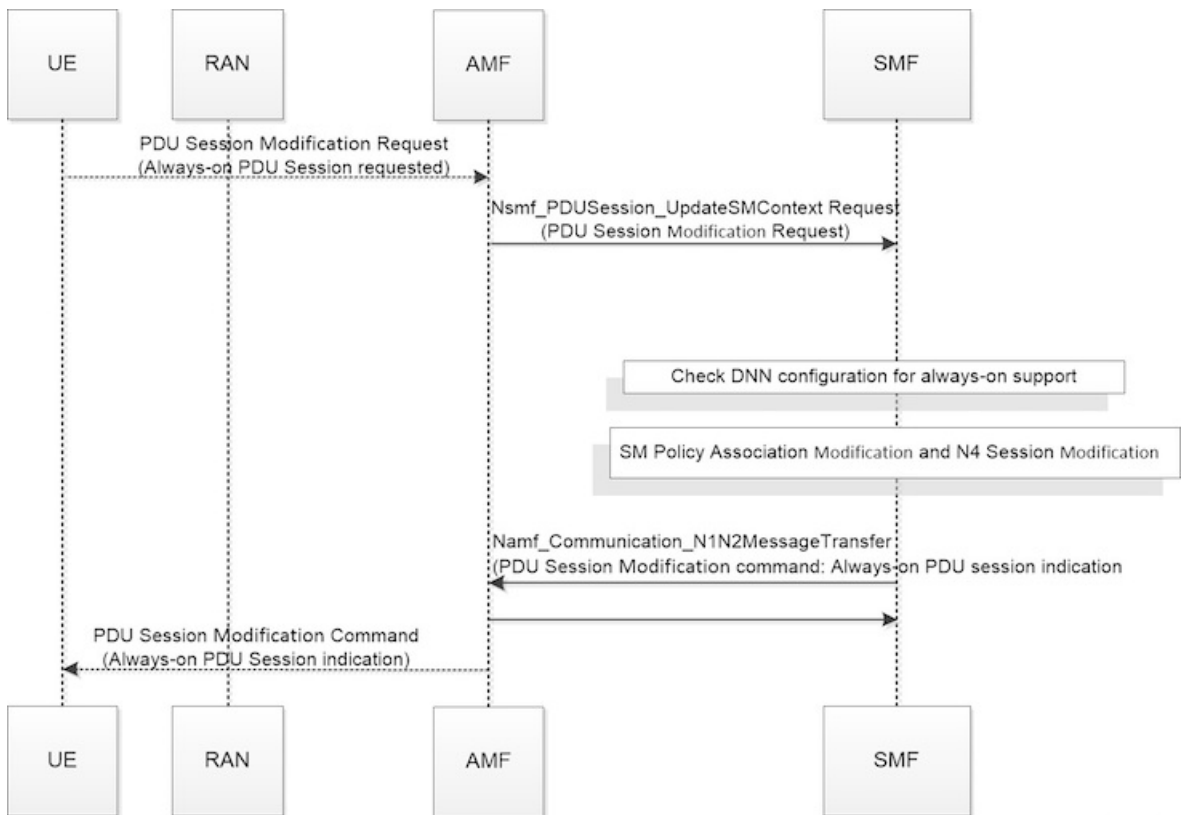 UE
RAN
AMF
SMF
PDU Session Modification Request
(Always-on PDU Session requested)
Nsmf_PDUSession_UpdateSMContext Request
(PDU Session Modification Request)
Check DNN configuration for always-on support
SM Policy Association Modification and N4 Session Modification
Namf_Communication_N1N2MessageTransfer
(PDU Session Modification command: Always-on PDU session indication
PDU Session Modification Command
(Always-on PDU Session indication)
UE
RAN
AMF
SMF